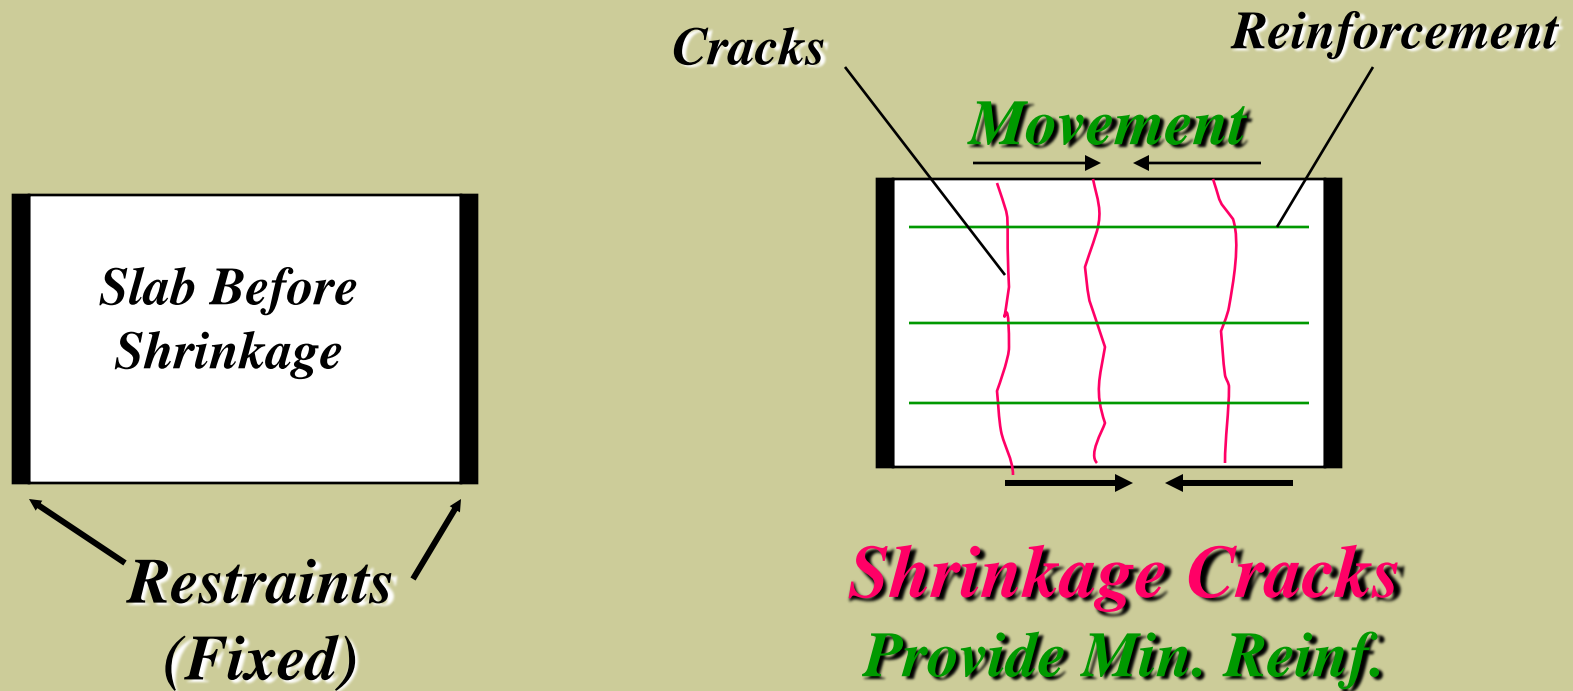 Slab Before
Shrinkage
Restraints
(Fixed)
Cracks
Reinforcement
Movement
Shrinkage Cracks
Provide Min. Reinf.